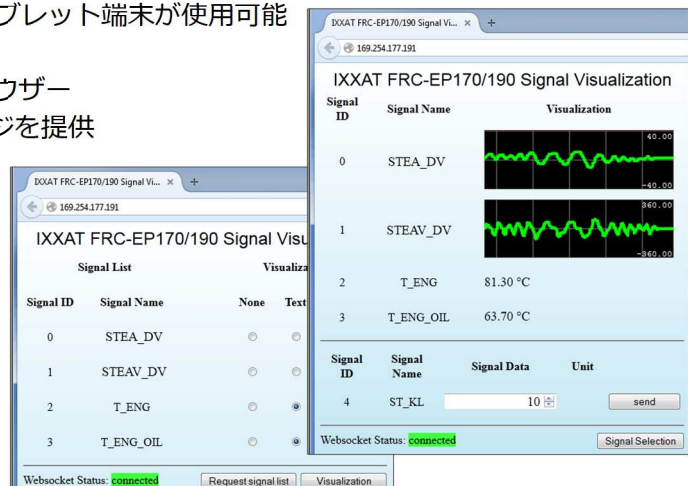 ブレット端末が使用可能
ウザー
ジを提供
IXXAT FRC-EP170/190 Signal Vi... × +
169.254.177.191
IXXAT FRC-EP170/190 Signal Visualization
Signal ID Signal Name Visualization
0 STEA_DV 40.00 -40.00
1 STEAV_DV 360.00 -360.00
2 T_ENG 81.30 °C
3 T_ENG_OIL 63.70 °C
Signal ID Signal Name Signal Data Unit
4 ST_KL 10 send
Websocket Status: connected Signal Selection
IXXAT FRC-EP170/190 Signal Vi... × +
169.254.177.191
IXXAT FRC-EP170/190 Signal Visu
Signal List Visualiza
Signal ID Signal Name None Text
0 STEA_DV
1 STEAV_DV
2 T_ENG
3 T_ENG_OIL
Websocket Status: connected Request signal list Visualization